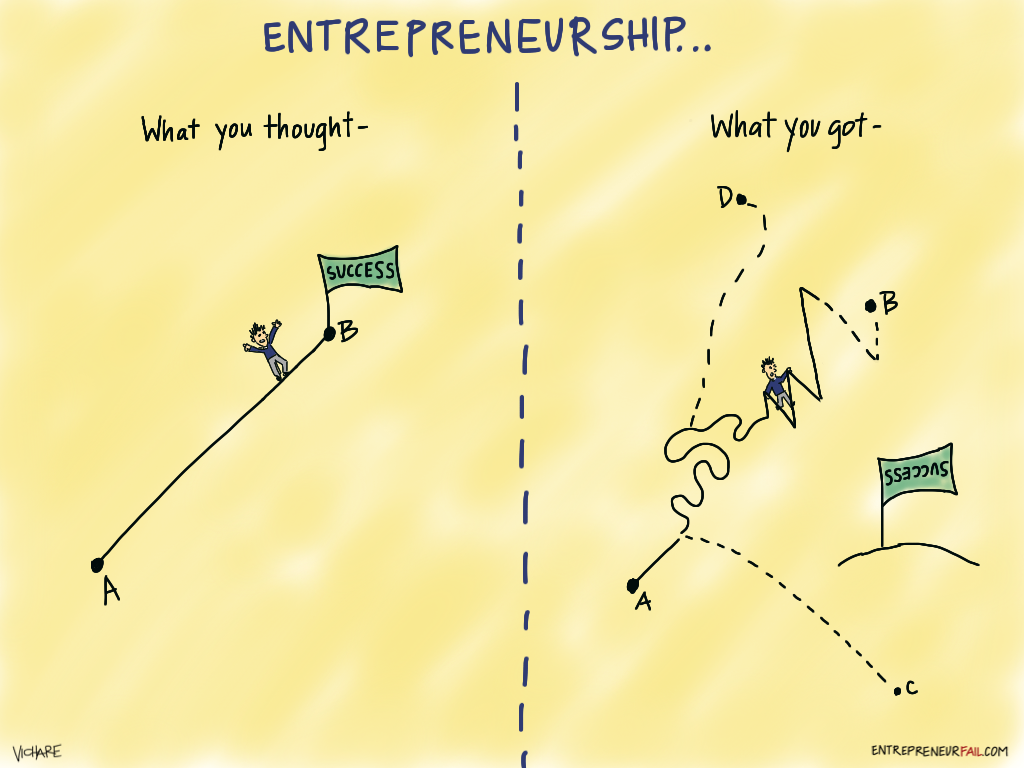 ENTREPRENEURSHIP...
What you thought-
SUCCESS
B
A
What you got-
D
B
SUCCESS
A
C
VICHARE
ENTREPRENEURFAIL.COM